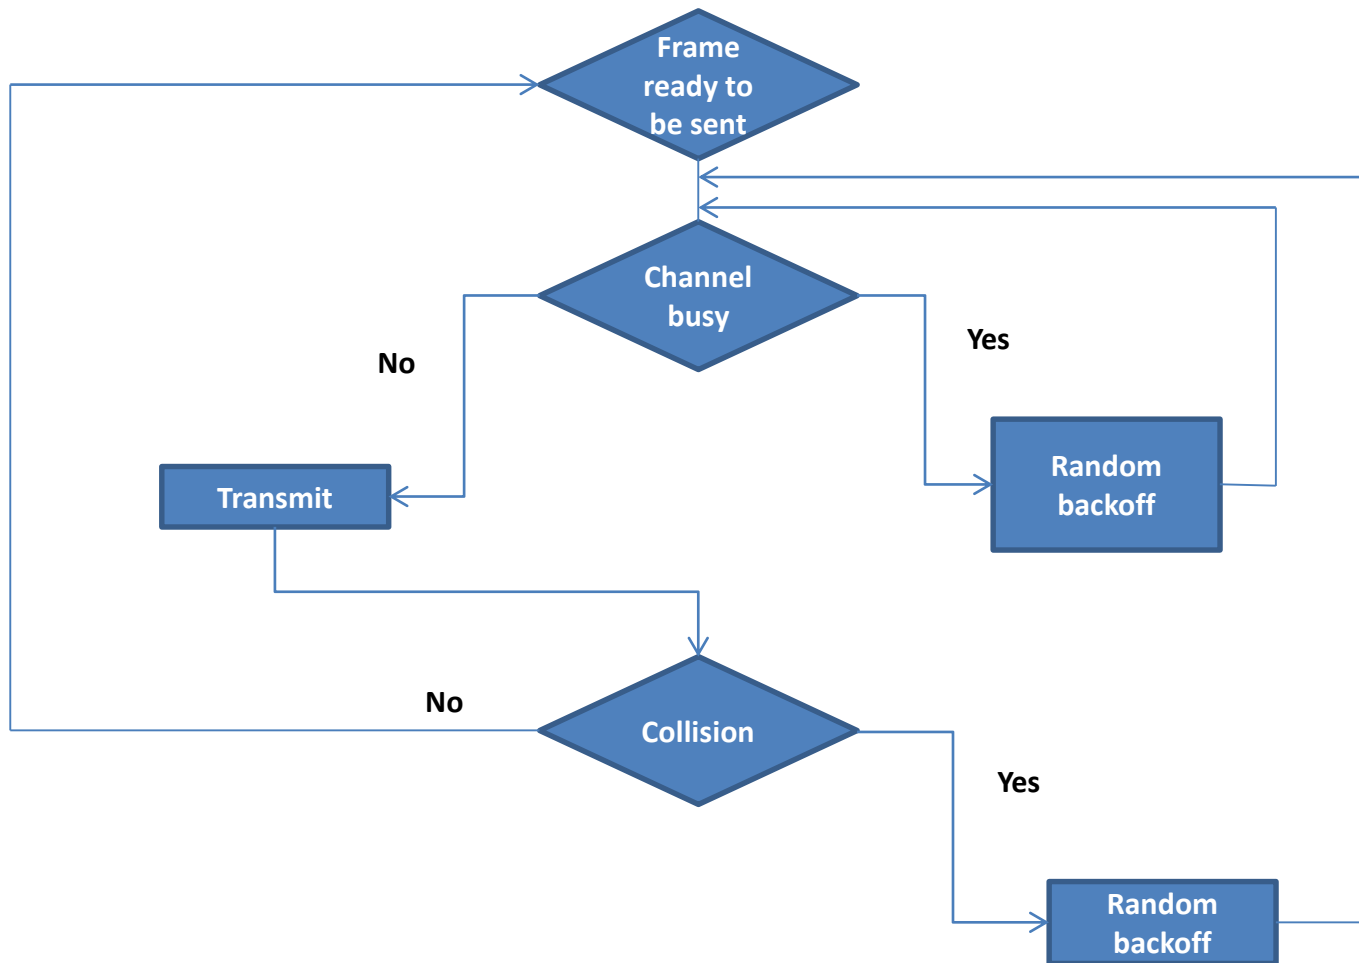 Frame
ready to
be sent
Channel
busy
Yes
No
Random
backoff
Transmit
No
Collision
Yes
Random
backoff